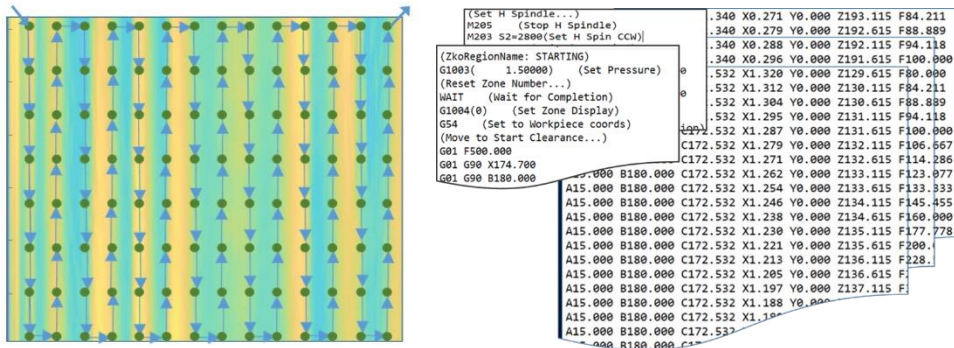 (Set H Spindle...)
M205 (Stop H Spindle)
M203 S2=2800(Set H Spin CCW)
(ZkoRegionName: STARTING)
G1003( 1.50000) (Set Pressure)
(Reset Zone Number...)
WAIT (Wait for Completion)
G1004(0) (Set Zone Display)
G54 (Set to Workpiece coords)
(Move to Start Clearance...)
G01 F500.000
G01 G90 X174.700
G01 G90 B180.000
.340 X0.271 Y0.000 Z193.115 F84.211
.340 X0.279 Y0.000 Z192.615 F88.889
.340 X0.288 Y0.000 Z192.115 F94.118
.340 X0.296 Y0.000 Z191.615 F100.000
.532 X1.320 Y0.000 Z129.615 F80.000
.532 X1.312 Y0.000 Z130.115 F84.211
.532 X1.304 Y0.000 Z130.615 F88.889
.532 X1.295 Y0.000 Z131.115 F94.118
.532 X1.287 Y0.000 Z131.615 F100.000
C172.532 X1.279 Y0.000 Z132.115 F106.667
C172.532 X1.271 Y0.000 Z132.615 F114.286
B180.000 C172.532 X1.262 Y0.000 Z133.115 F123.077
A15.000 B180.000 C172.532 X1.254 Y0.000 Z133.615 F133.333
A15.000 B180.000 C172.532 X1.246 Y0.000 Z134.115 F145.455
A15.000 B180.000 C172.532 X1.238 Y0.000 Z134.615 F160.000
A15.000 B180.000 C172.532 X1.230 Y0.000 Z135.115 F177.778
A15.000 B180.000 C172.532 X1.221 Y0.000 Z135.615 F200.
A15.000 B180.000 C172.532 X1.213 Y0.000 Z136.115 F228.
A15.000 B180.000 C172.532 X1.205 Y0.000 Z136.615 F
A15.000 B180.000 C172.532 X1.197 Y0.000 Z137.115 F
A15.000 B180.000 C172.532 X1.188
A15.000 B180.000 C172.532
A15.000 B180.000 C172.532